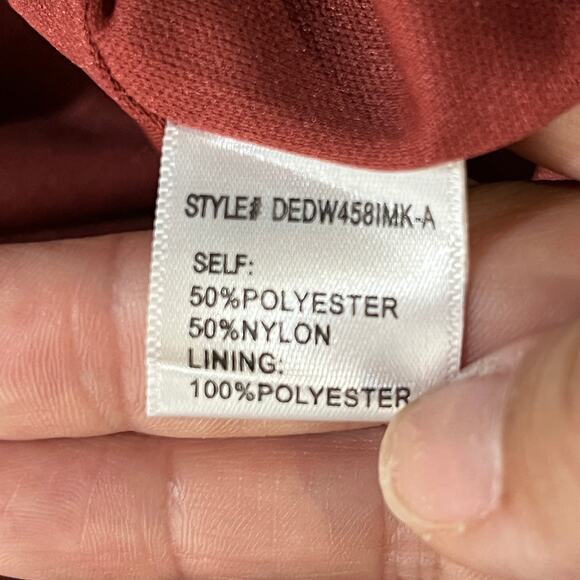 STYLE# DEDW458IMK-A
SELF:
50%POLYESTER
50%NYLON
LINING:
100%POLYESTER